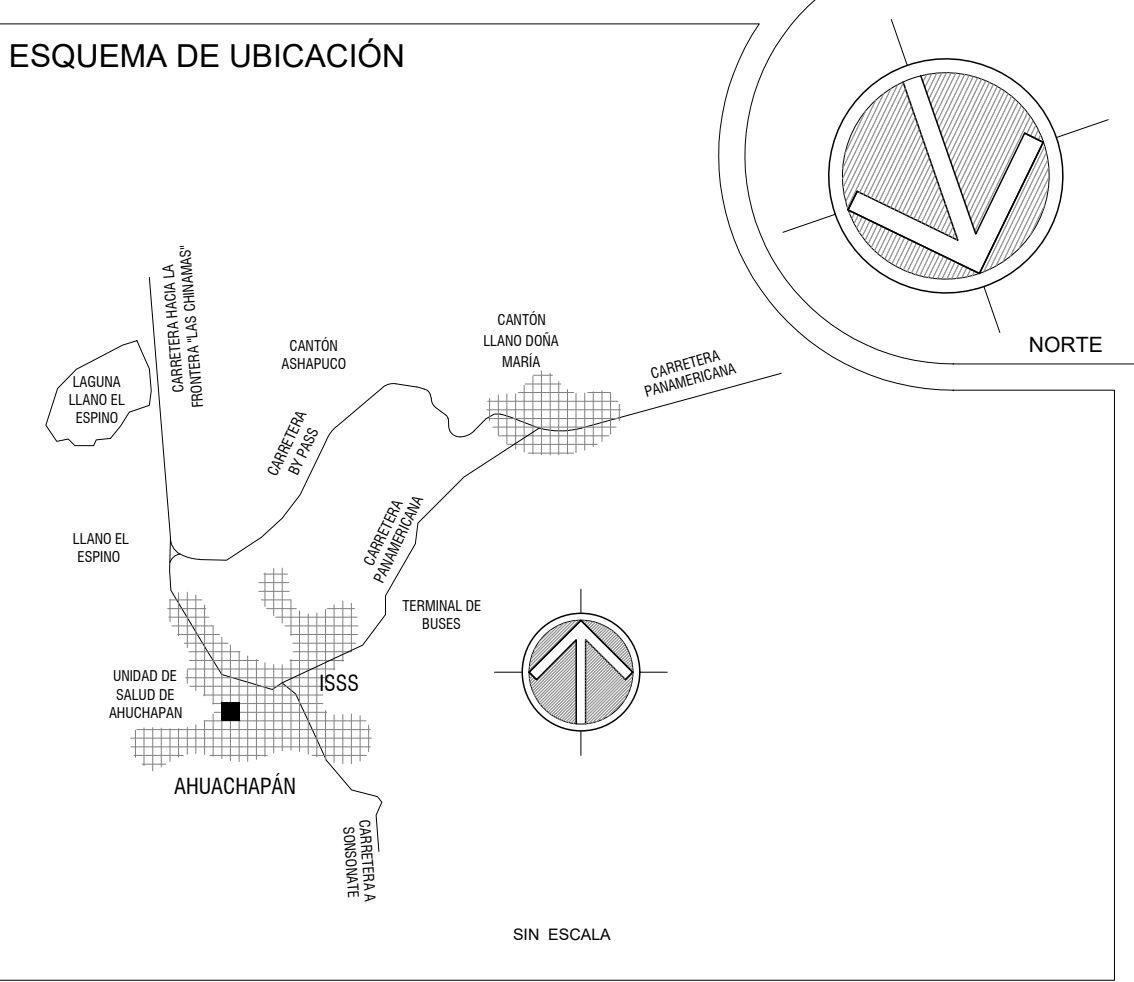 ESQUEMA DE UBICACIÓN
NORTE
CARRETERA HACIA LA
FRONTERA "LAS CHINAMAS"
LAGUNA
LLANO EL
ESPINO
CANTÓN
ASHAPUCO
CANTÓN
LLANO DOÑA
MARÍA
CARRETERA
PANAMERICANA
CARRETERA
BY PASS
CARRETERA
PANAMERICANA
LLANO EL
ESPINO
TERMINAL DE
BUSES
UNIDAD DE
SALUD DE
AHUCHAPAN
ISSS
AHUACHAPÁN
CARRETERA A
SONSONATE
SIN ESCALA